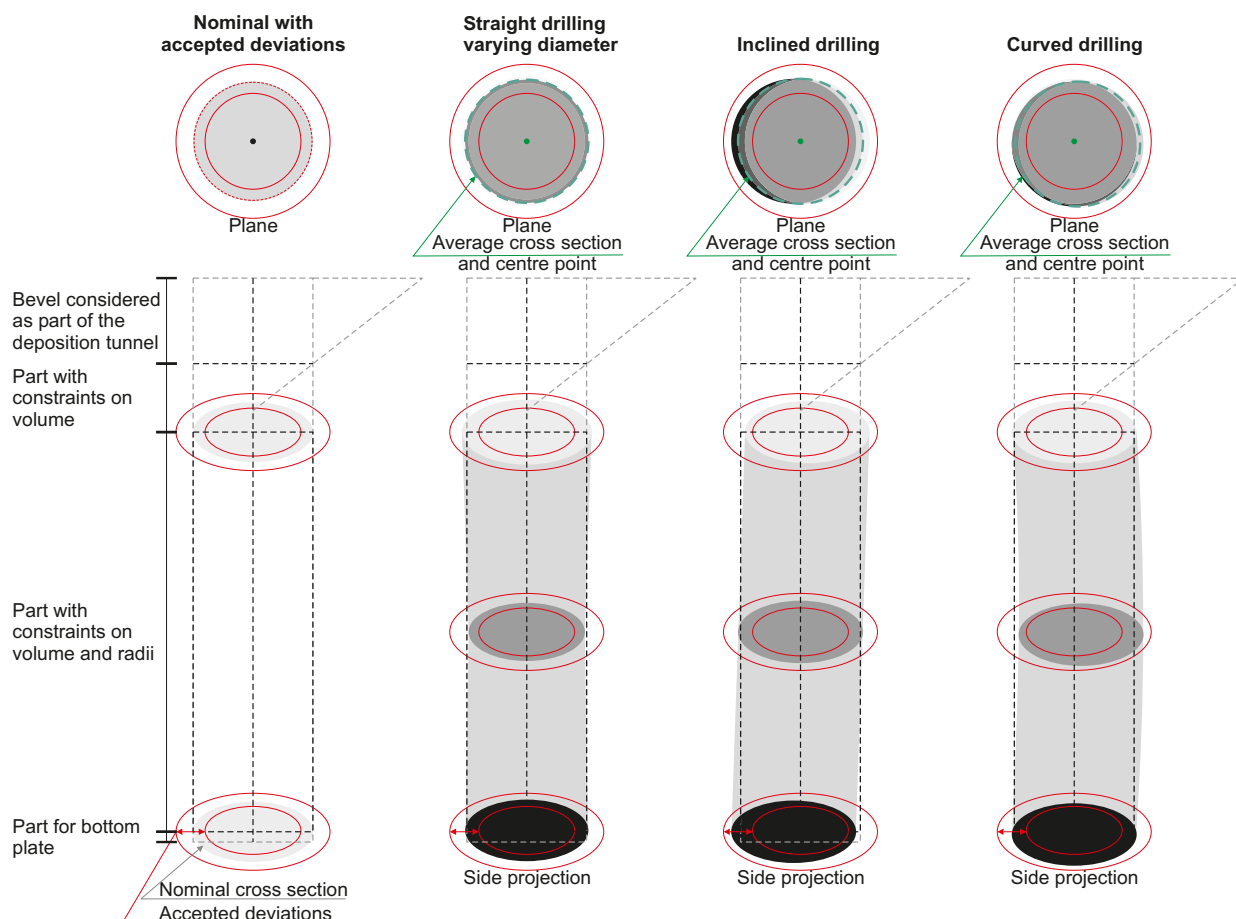 Nominal with
accepted deviations
Straight drilling
varying diameter
Inclined drilling
Curved drilling
Plane
Plane
Average cross section
and centre point
Plane
Average cross section
and centre point
Plane
Average cross section
and centre point
Bevel considered
as part of the
deposition tunnel
Part with
constraints on
volume
Part with
constraints on
volume and radii
Part for bottom
plate
Nominal cross section
Accepted deviations
Side projection
Side projection
Side projection